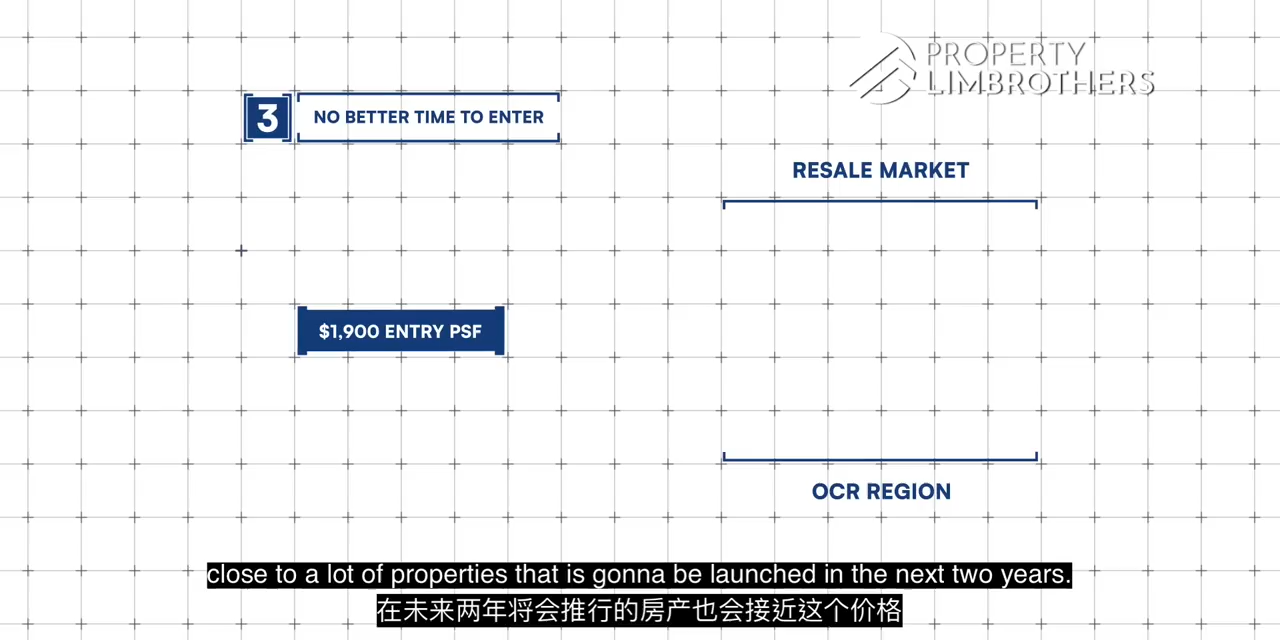 PROPERTY
LIMBROTHERS
3 NO BETTER TIME TO ENTER
RESALE MARKET
$1,900 ENTRY PSF
OCR REGION
close to a lot of properties that is gonna be launched in the next two years.
在未来两年将会推行的房产也会接近这个价格